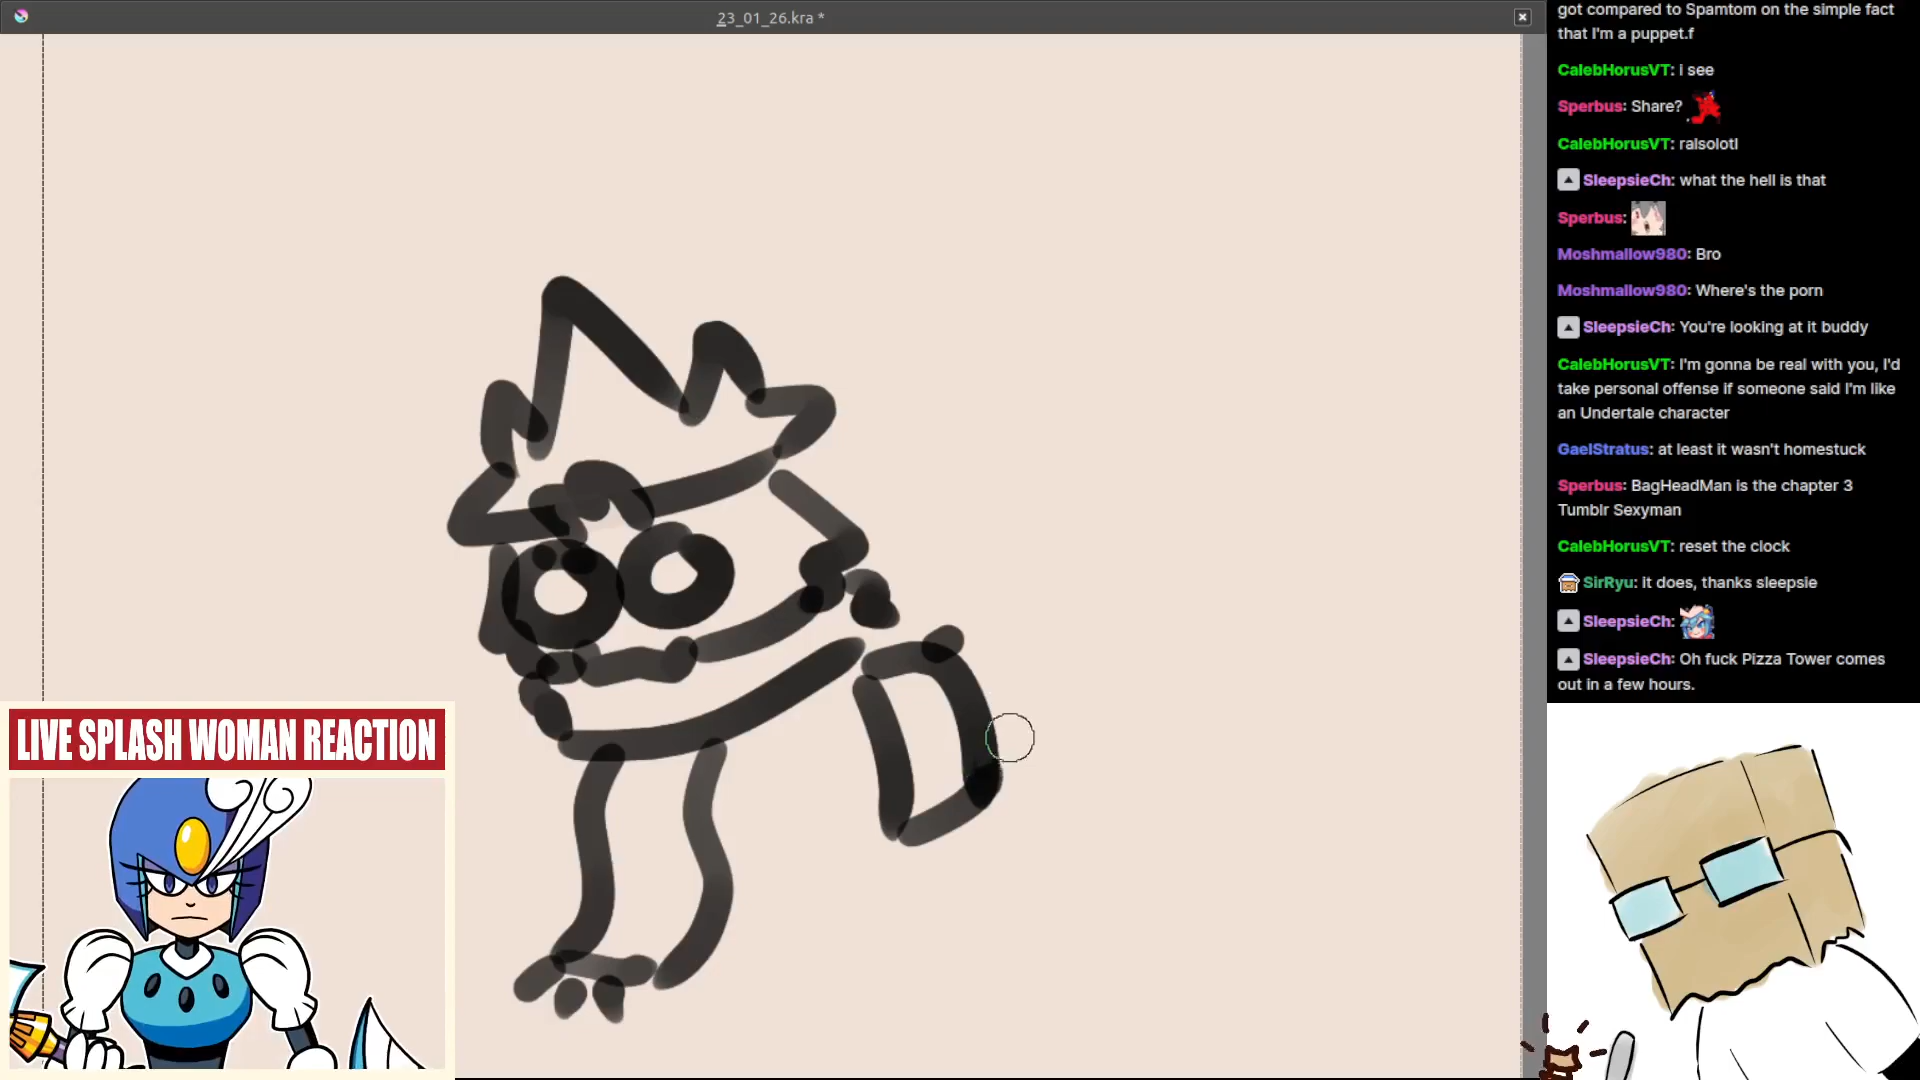 23_01_26.kra *
got compared to Spamtom on the simple fact
that I'm a puppet.f
CalebHorusVT: i see
Sperbus: Share?
CalebHorusVT: ralsolotl
SleepsieCh: what the hell is that
Sperbus:
Moshmallow980: Bro
Moshmallow980: Where's the porn
SleepsieCh: You're looking at it buddy
CalebHorusVT: I'm gonna be real with you, I'd
take personal offense if someone said I'm like
an Undertale character
GaelStratus: at least it wasn't homestuck
Sperbus: BagHeadMan is the chapter 3
Tumblr Sexyman
CalebHorusVT: reset the clock
SirRyu: it does, thanks sleepsie
SleepsieCh:
SleepsieCh: Oh fuck Pizza Tower comes
out in a few hours.
LIVE SPLASH WOMAN REACTION